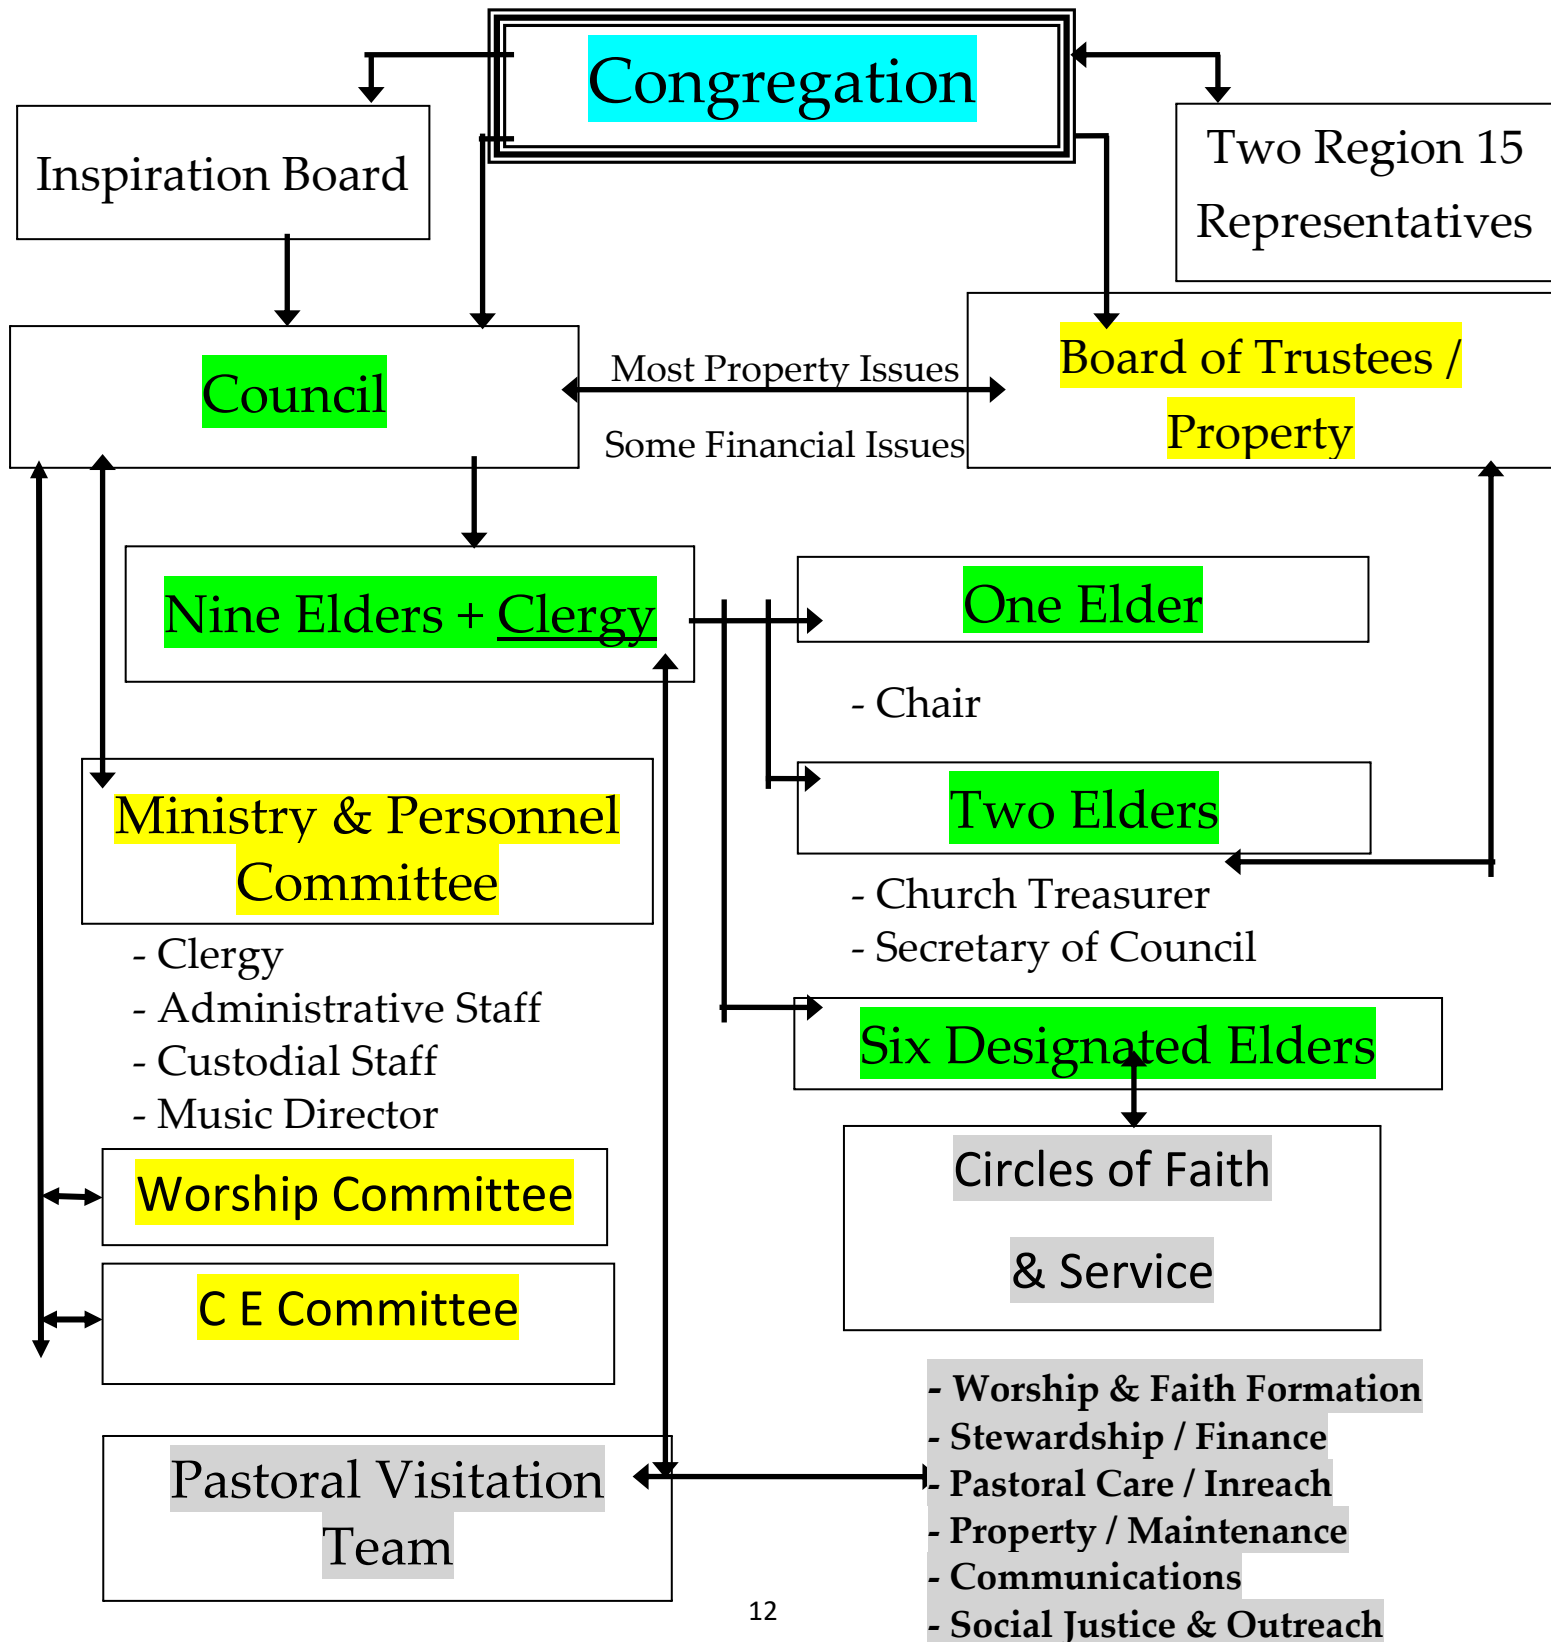 Congregation
Inspiration Board
Two Region 15
Representatives
Council
Most Property Issues
Some Financial Issues
Board of Trustees /
Property
Nine Elders + Clergy
One Elder
- Chair
Ministry & Personnel
Committee
- Clergy
- Administrative Staff
- Custodial Staff
- Music Director
Two Elders
- Church Treasurer
- Secretary of Council
Six Designated Elders
Worship Committee
C E Committee
Circles of Faith
& Service
Pastoral Visitation
Team
- Worship & Faith Formation
- Stewardship / Finance
- Pastoral Care / Inreach
- Property / Maintenance
- Communications
- Social Justice & Outreach
12